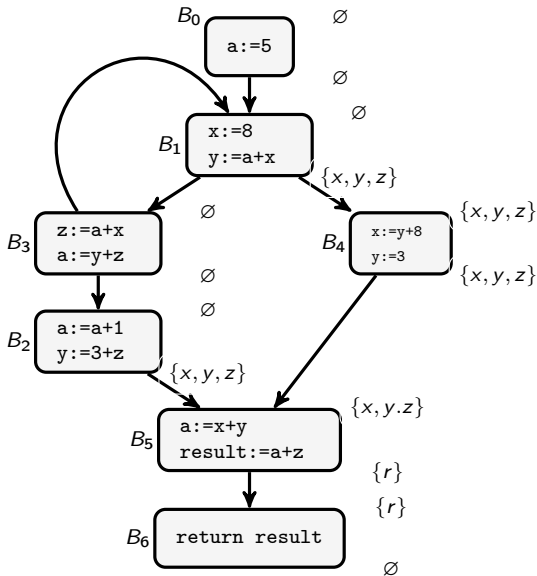 B0
∅
a:=5
∅
∅
B1
x:=8
y:=a+x
{x, y, z}
B3
z:=a+x
a:=y+z
∅
∅
B4
x:=y+8
y:=3
{x, y, z}
{x, y, z}
B2
a:=a+1
y:=3+z
∅
{x, y, z}
B5
a:=x+y
result:=a+z
{x, y.z}
{r}
{r}
B6
return result
∅